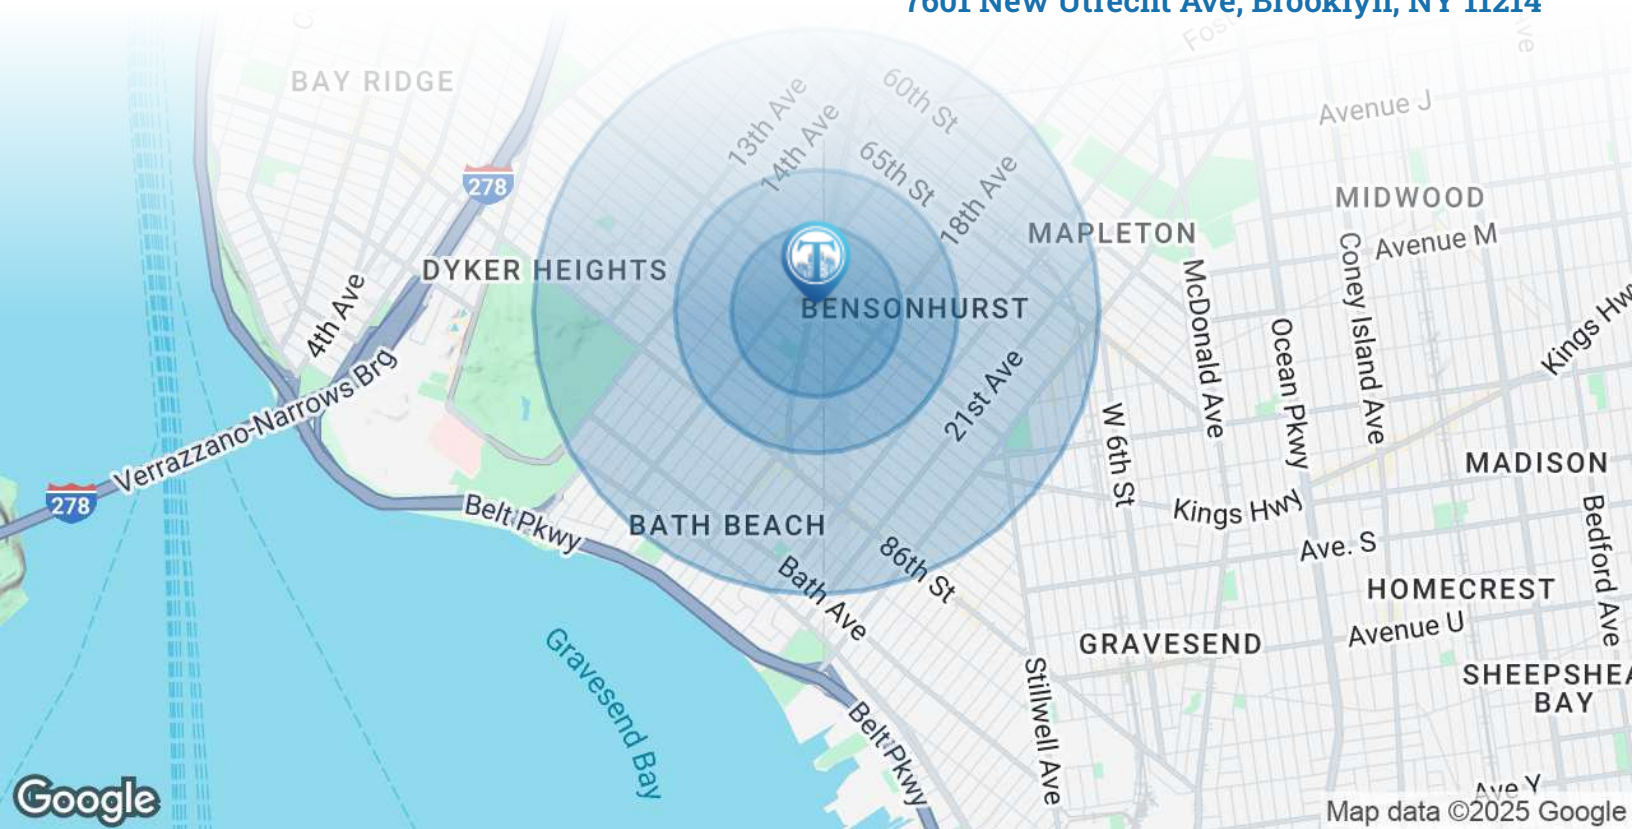 7601 New Utrecht Ave, Brooklyn, NY 11214
BAY RIDGE
13th Ave
14th Ave
60th St
65th St
18th Ave
Avenue J
278
MIDWOOD
Avenue M
MAPLETON
DYKER HEIGHTS
4th Ave
T
BENSONHURST
McDonald Ave
Ocean Pkwy
Coney Island Ave
Kings Hwy
21st Ave
Verrazzano-Narrows Brg
278
W 6th St
MADISON
Kings Hwy
Belt Pkwy
BATH BEACH
86th St
Bath Ave
Ave. S
Bedford Ave
HOMECREST
Avenue U
GRAVESEND
SHEEPSHEA
BAY
Gravesend Bay
Stillwell Ave
Belt Pkwy
Ave Y
Google
Map data ©2025 Google